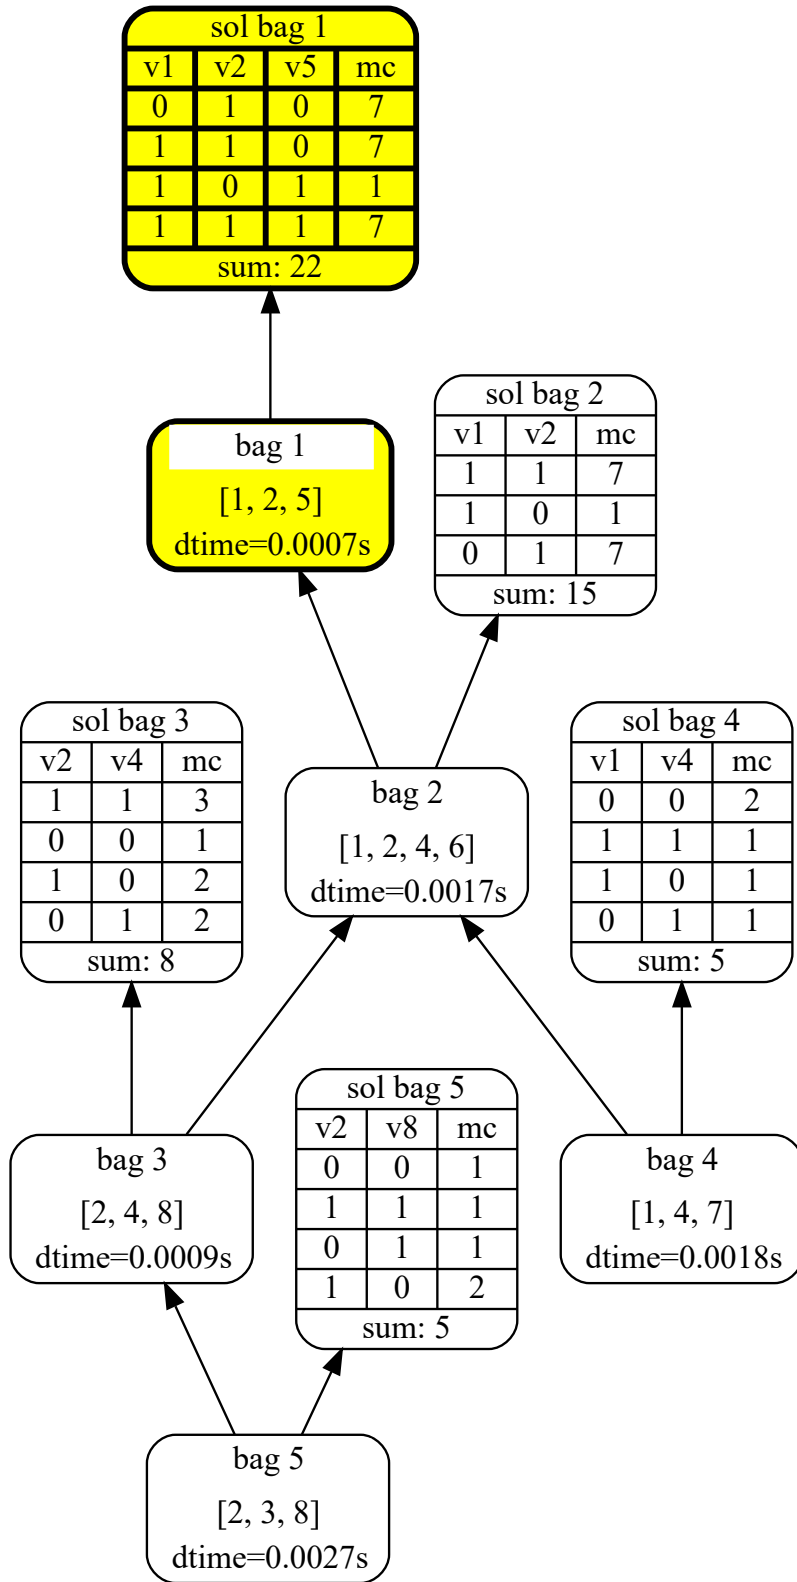 sol bag 1
v1 v2 v5 mc
0 1 0 7
1 1 0 7
1 0 1 1
1 1 1 7
sum: 22
bag 1
[1, 2, 5]
dtime=0.0007s
sol bag 2
v1 v2 mc
1 1 7
1 0 1
0 1 7
sum: 15
sol bag 3
v2 v4 mc
1 1 3
0 0 1
1 0 2
0 1 2
sum: 8
bag 2
[1, 2, 4, 6]
dtime=0.0017s
sol bag 4
v1 v4 mc
0 0 2
1 1 1
1 0 1
0 1 1
sum: 5
bag 3
[2, 4, 8]
dtime=0.0009s
sol bag 5
v2 v8 mc
0 0 1
1 1 1
0 1 1
1 0 2
sum: 5
bag 4
[1, 4, 7]
dtime=0.0018s
bag 5
[2, 3, 8]
dtime=0.0027s